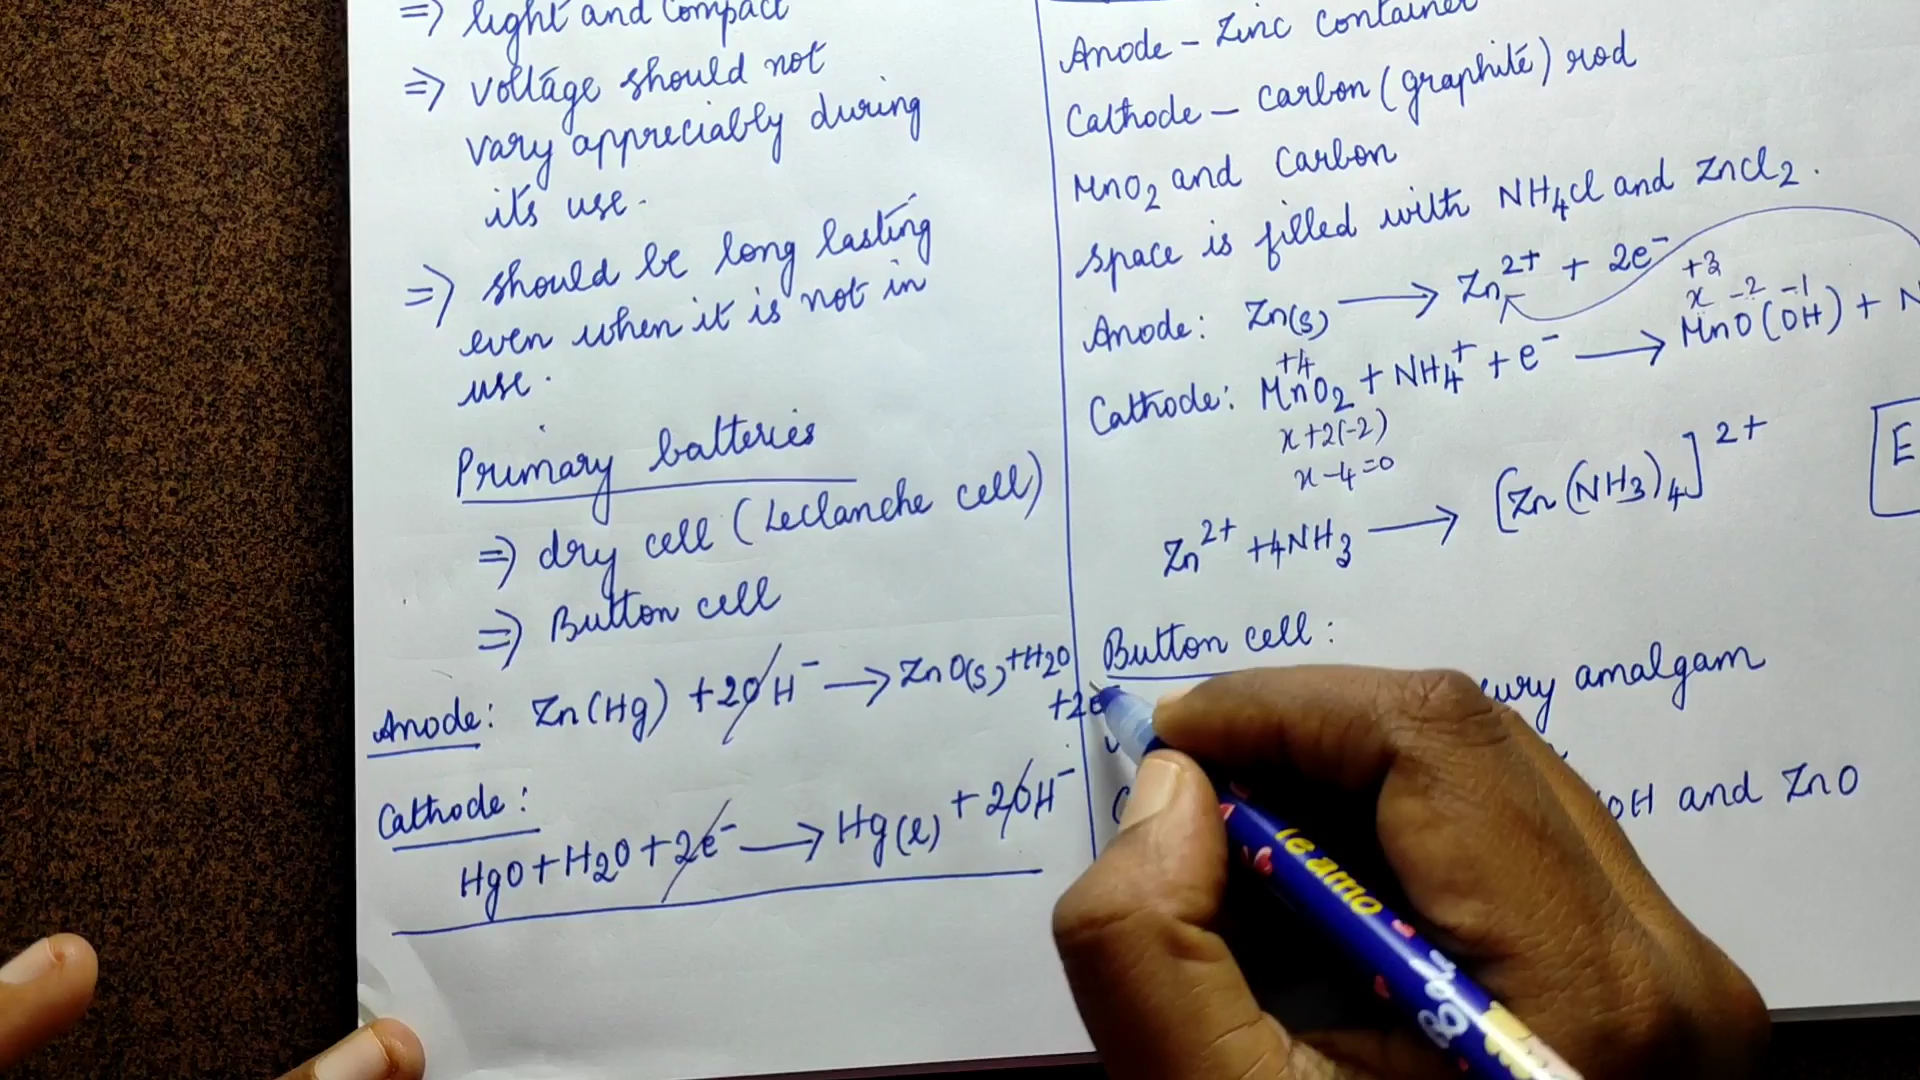 => light and compact
=> voltage should not
vary appreciably during
its use.
=> should be long lasting
even when it is not in
use.
Primary batteries
=> dry cell (Leclanche cell)
=> Button cell
Anode: Zn(Hg) + 2OH⁻ → ZnO(s) + H2O
+2e⁻
Cathode:
HgO + H2O + 2e⁻ → Hg(l) + 2OH⁻
Anode - Zinc container
Cathode - carbon (graphite) rod
MnO2 and carbon
space is filled with NH4Cl and ZnCl2.
Anode: Zn(s) → Zn²⁺ + 2e⁻
+3
x -2 -1
Cathode: MnO2 + NH4⁺ + e⁻ → MnO(OH) + N
+4
x+2(-2)
x-4=0
Zn²⁺ + 4NH3 → [Zn(NH3)4]²⁺
E
Button cell:
amalgam
OH and ZnO